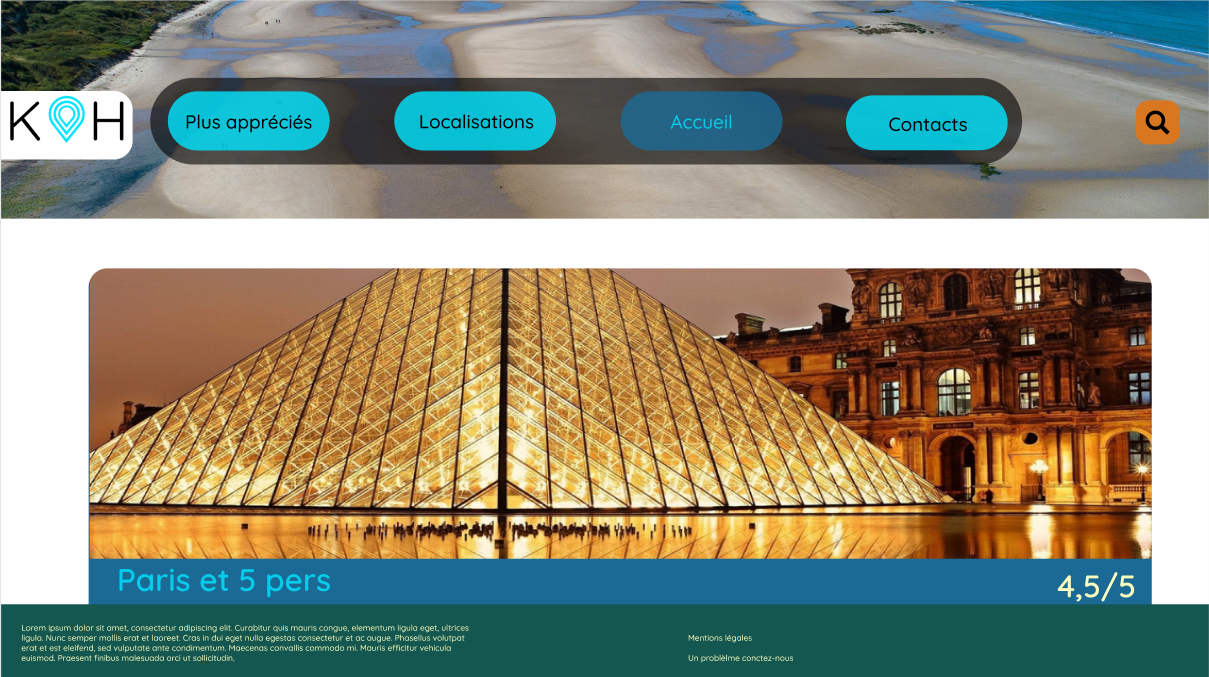 K H
Plus appréciés
Localisations
Accueil
Contacts
Paris et 5 pers
4,5/5
Lorem ipsum dolor sit amet, consectetur adipiscing elit. Curabitur quis mauris congue, elementum ligula eget, ultrices
ligula. Nunc semper mollis erat et laoreet. Cras in dui eget nulla egestas consectetur et ac augue. Phasellus volutpat
erat et est eleifend, sed vulputate ante condimentum. Maecenas convallis commodo mi. Mauris efficitur vehicula
euismod. Praesent finibus malesuada orci ut sollicitudin.
Mentions légales
Un problèlme conctez-nous